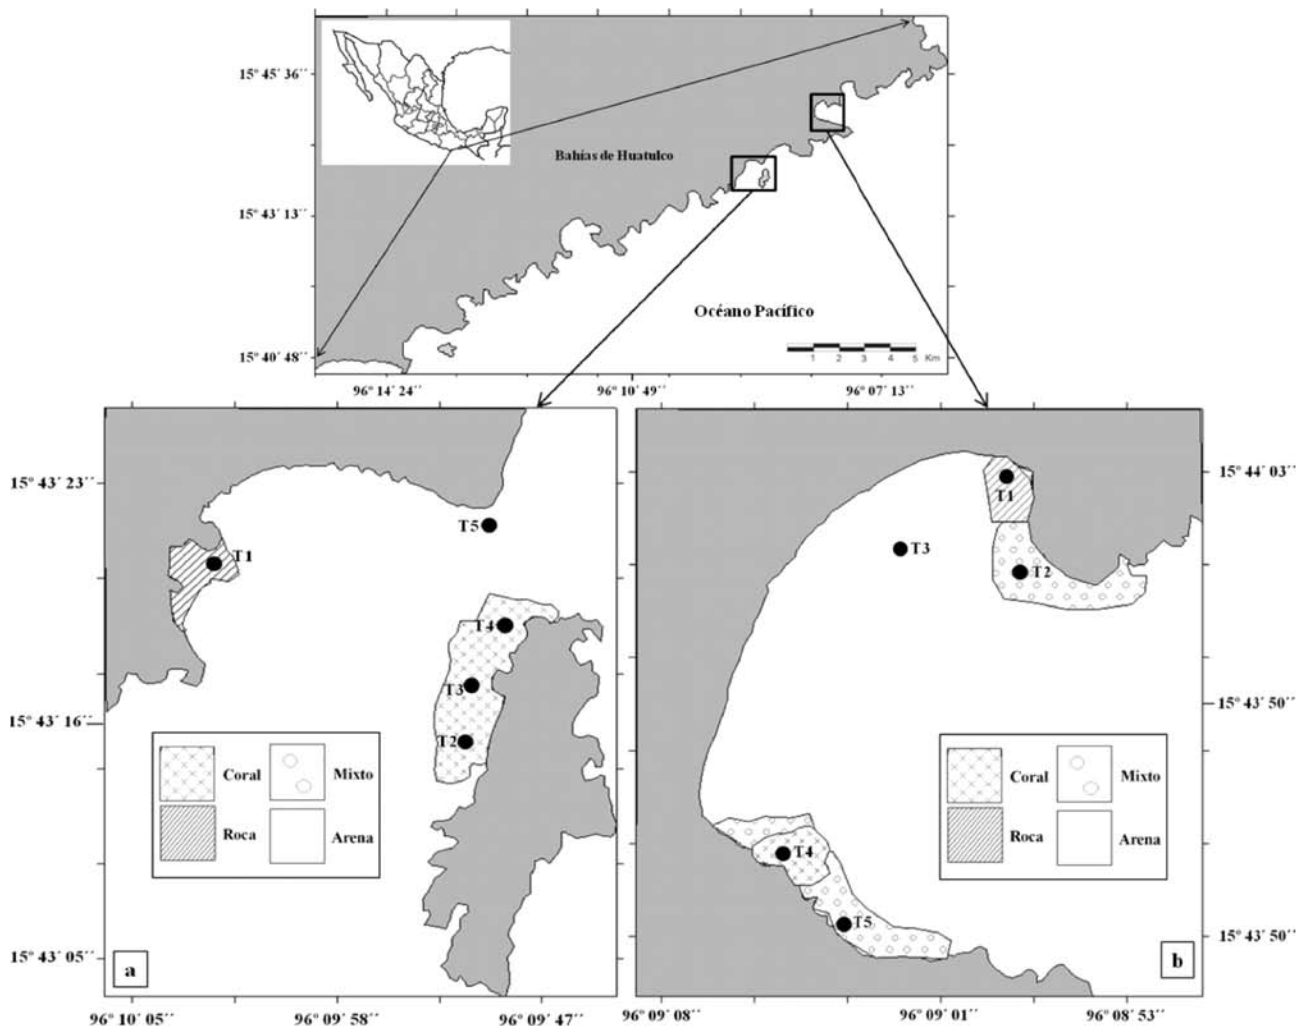 15° 45´ 36´´
Bahías de Huatulco
15° 43´ 13´´
Océano Pacífico
15° 40´ 48´´
1 2 3 4 5 Km
96° 14´ 24´´ 96° 10´ 49´´ 96° 07´ 13´´
15° 43´ 23´´
T5
T1
T4
T3
15° 43´ 16´´
T2
Coral Mixto
Roca Arena
15° 43´ 05´´
a
96° 10´ 05´´ 96° 09´ 58´´ 96° 09´ 47´´
15° 44´ 03´´
T1
T3
T2
15° 43´ 50´´
Coral Mixto
Roca Arena
T4
T5
15° 43´ 50´´
b
96° 09´ 08´´ 96° 09´ 01´´ 96° 08´ 53´´